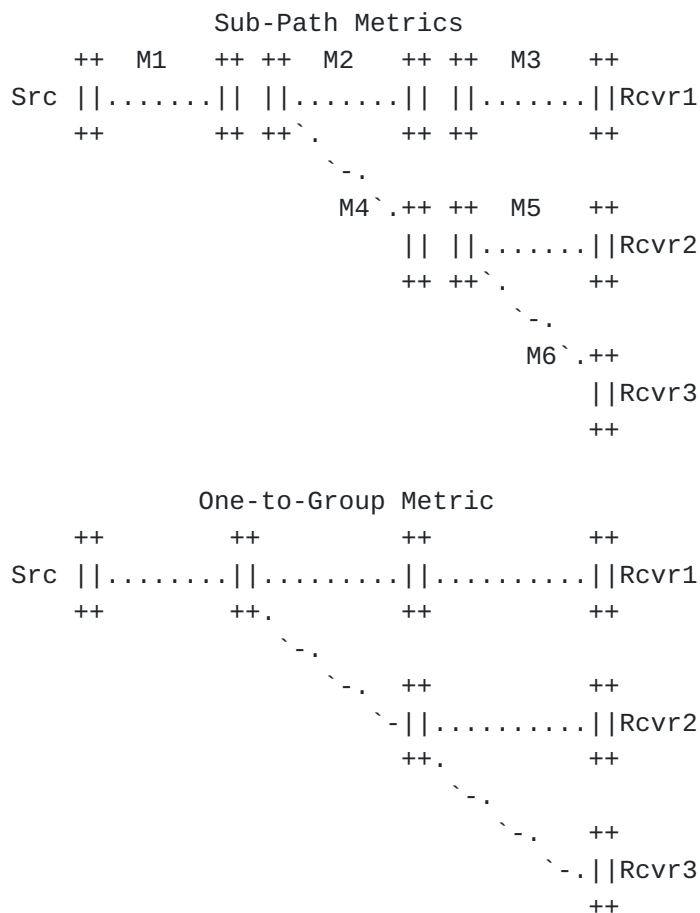 Sub-Path Metrics
    ++  M1   ++ ++  M2   ++ ++  M3   ++
Src ||.......|| ||.......|| ||.......||Rcvr1
    ++       ++ ++`.     ++ ++       ++
                    `-.
                     M4`.++ ++  M5   ++
                         || ||.......||Rcvr2
                         ++ ++`.     ++
                                `-.
                                 M6`.++
                                     ||Rcvr3
                                     ++

            One-to-Group Metric
    ++        ++         ++          ++
Src ||........||.........||..........||Rcvr1
    ++        ++.        ++          ++
                 `-.
                    `-.  ++          ++
                       `-||..........||Rcvr2
                         ++.         ++
                            `-.
                               `-.   ++
                                  `-.||Rcvr3
                                     ++